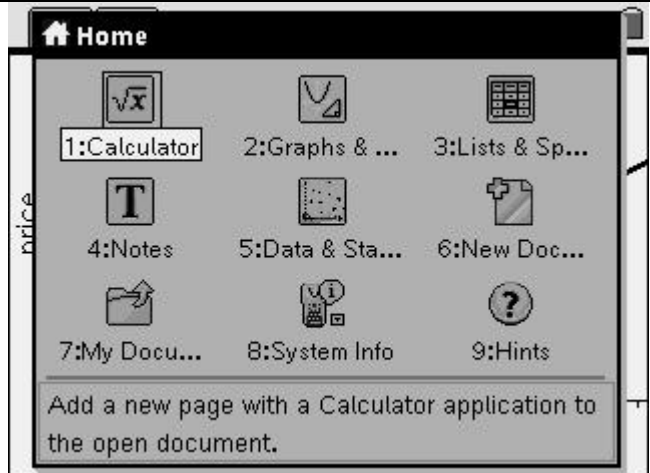 Home
√x
1:Calculator 2:Graphs & ... 3:Lists & Sp...
T
4:Notes 5:Data & Sta... 6:New Doc...
7:My Docu... 8:System Info 9:Hints
Add a new page with a Calculator application to
the open document.
price